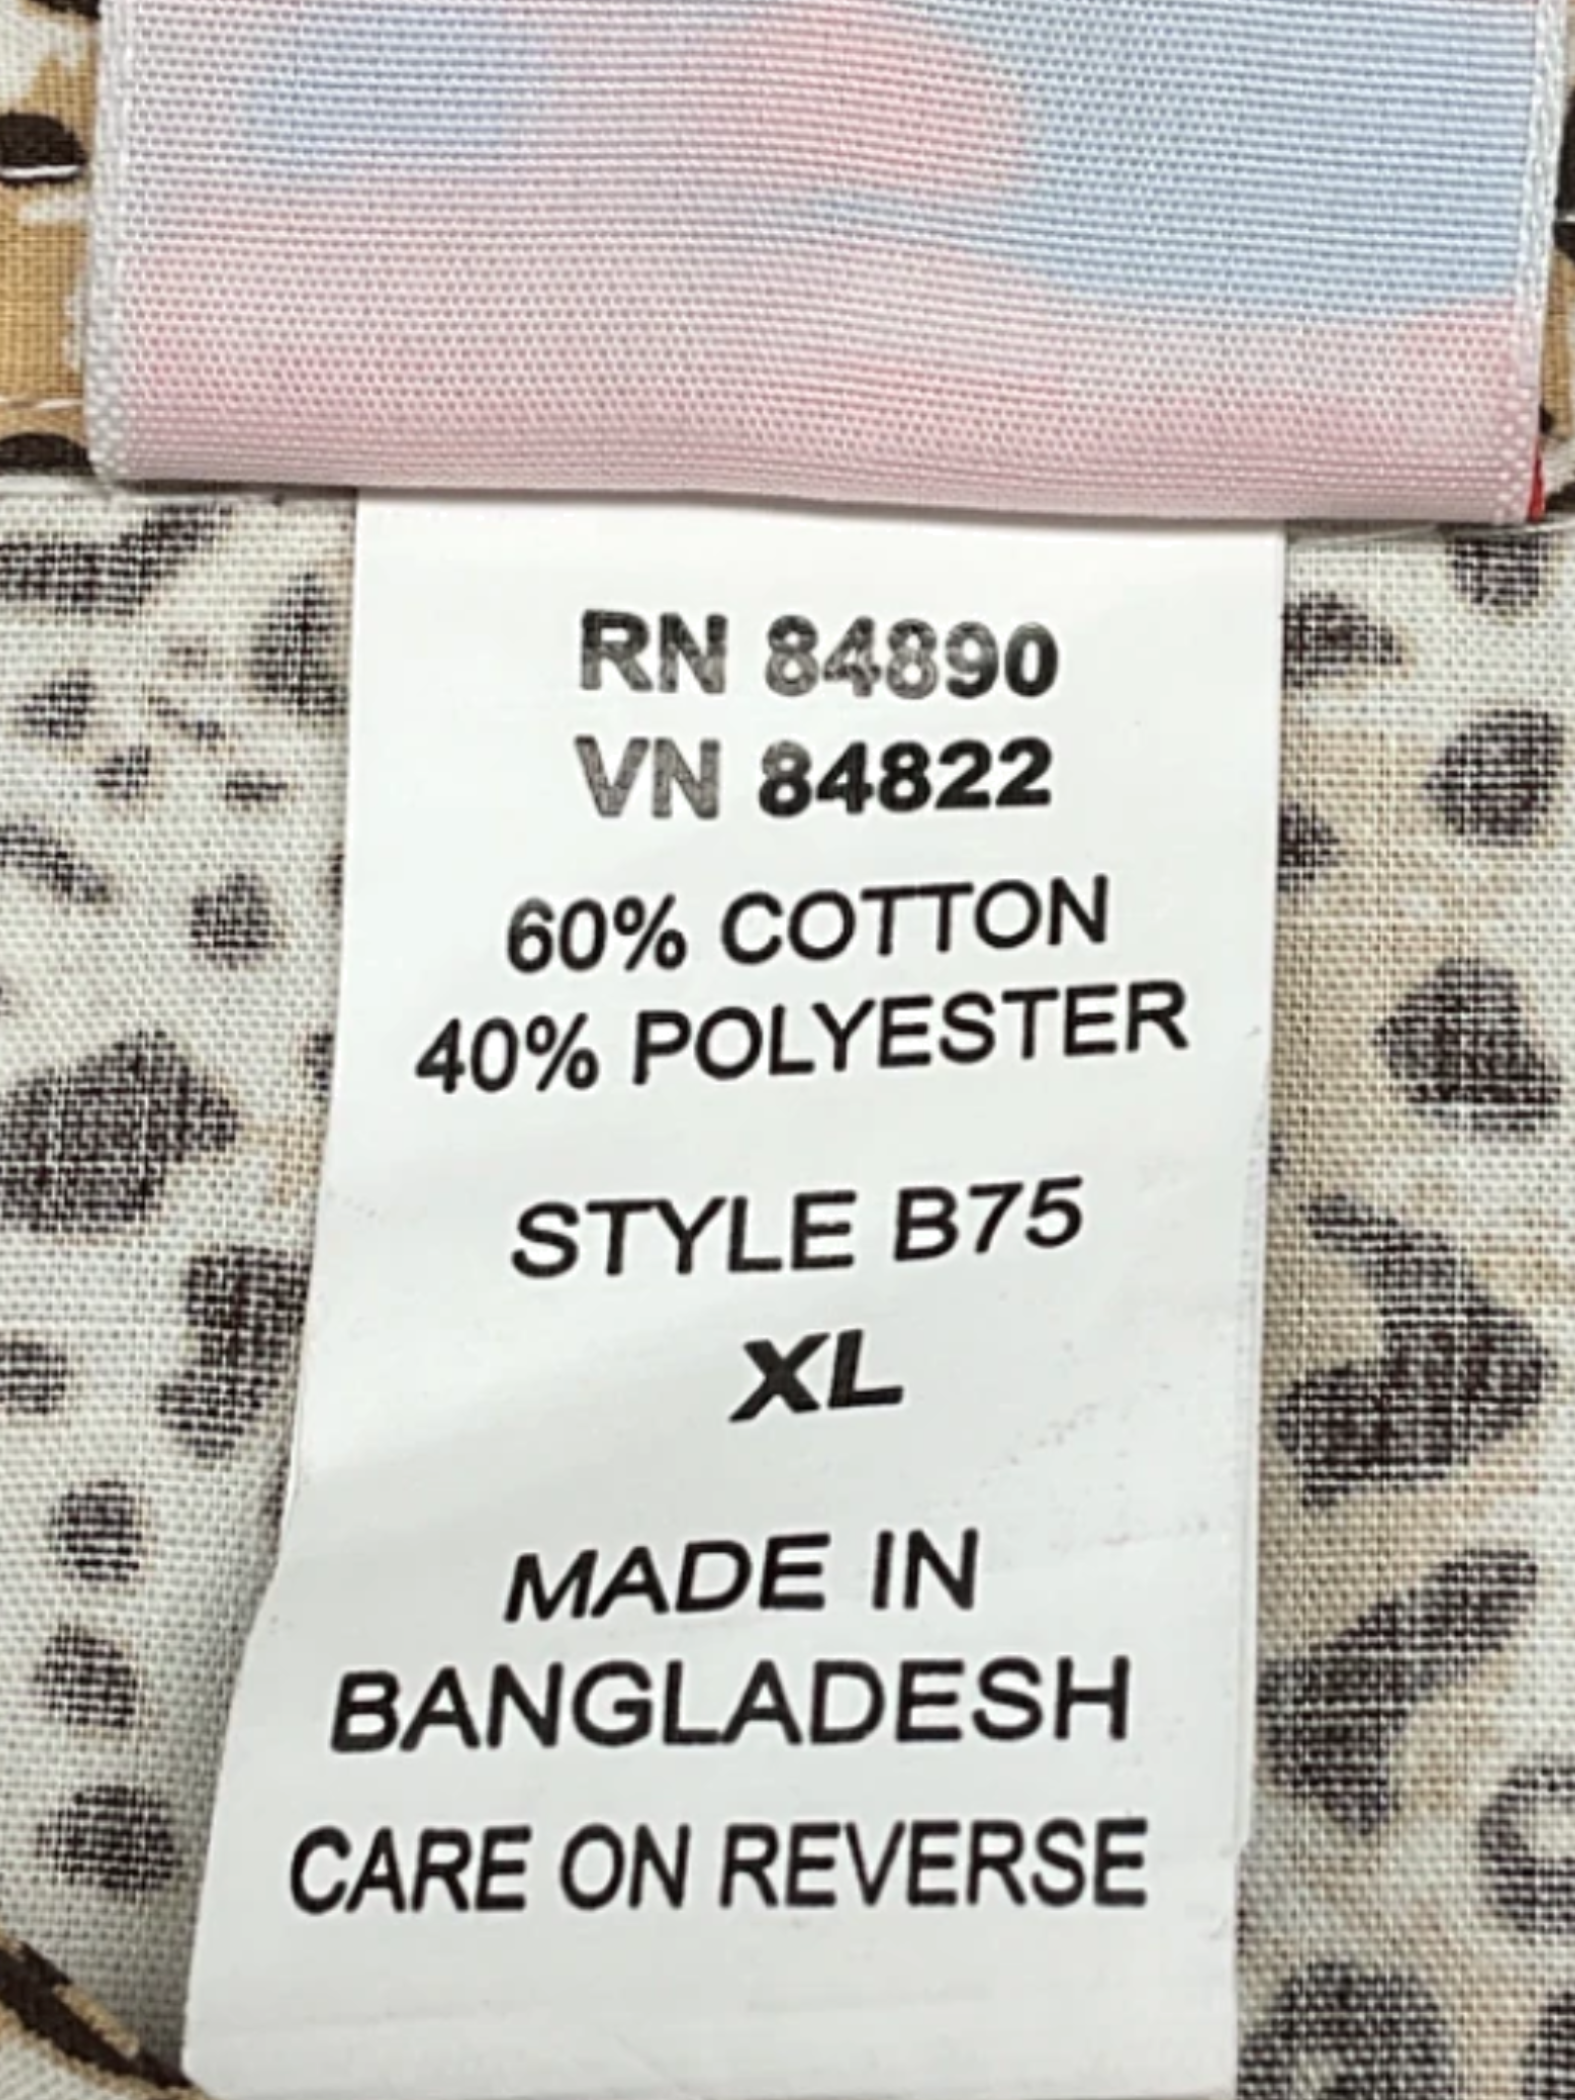 RN 84890
VN 84822
60% COTTON
40% POLYESTER
STYLE B75
XL
MADE IN
BANGLADESH
CARE ON REVERSE